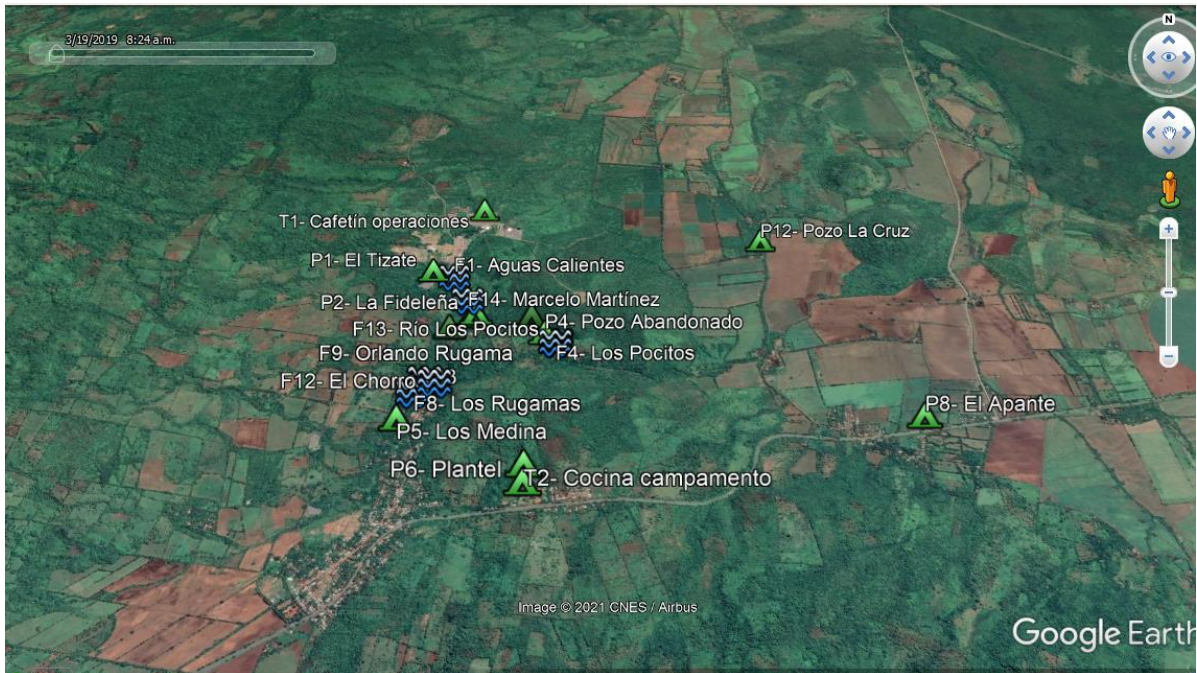 3/19/2019 8:24 a.m.
N
T1- Cafetín operaciones
P12- Pozo La Cruz
P1- El Tizate
F1- Aguas Calientes
P2- La Fideleña
F14- Marcelo Martínez
F13- Río Los Pocitos
P4- Pozo Abandonado
F9- Orlando Rugama
F4- Los Pocitos
F12- El Chorro
F8- Los Rugamas
P8- El Apante
P5- Los Medina
P6- Plantel
T2- Cocina campamento
Image © 2021 CNES / Airbus
Google Earth